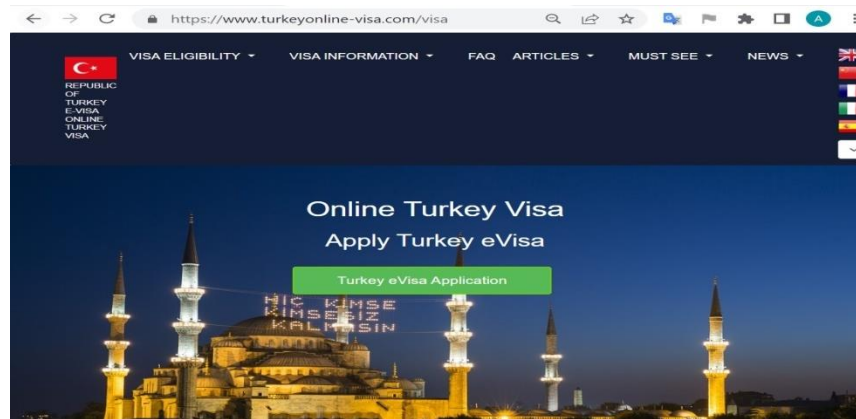 https://www.turkeyonline-visa.com/visa
A
VISA ELIGIBILITY
VISA INFORMATION
FAQ
ARTICLES
MUST SEE
NEWS
REPUBLIC
OF
TURKEY
E-VISA
ONLINE
TURKEY
VISA
Online Turkey Visa
Apply Turkey eVisa
Turkey eVisa Application
HİÇ KİMSE
KİMSESİZ
KALMASIN